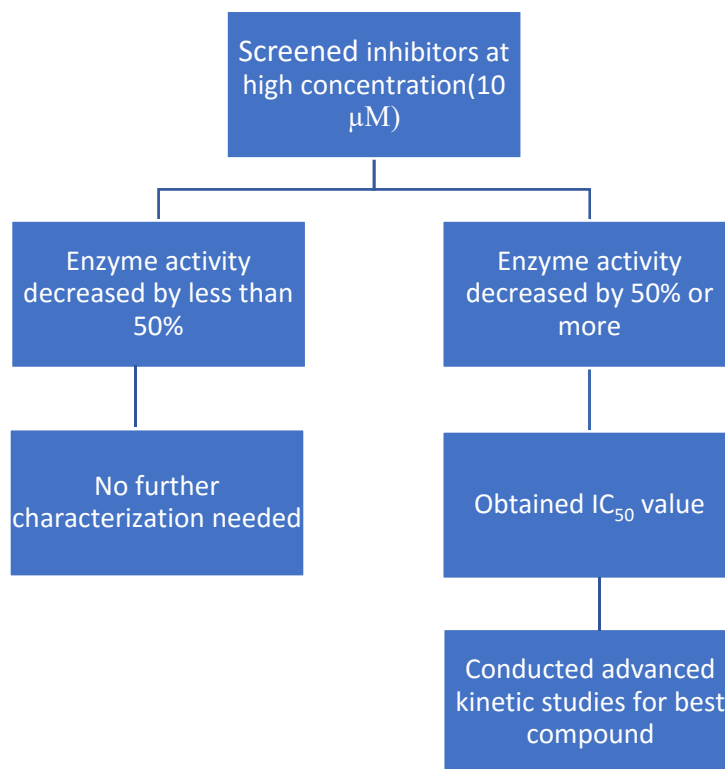 Screened inhibitors at
high concentration(10
μM)
Enzyme activity
decreased by less than
50%
Enzyme activity
decreased by 50% or
more
No further
characterization needed
Obtained IC₅₀ value
Conducted advanced
kinetic studies for best
compound